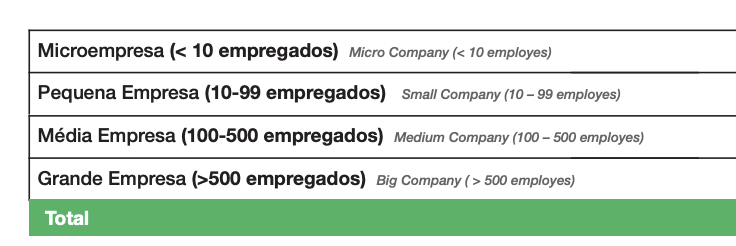 Microempresa (< 10 empregados) Micro Company (< 10 employes)
Pequena Empresa (10-99 empregados) Small Company (10 – 99 employes)
Média Empresa (100-500 empregados) Medium Company (100 – 500 employes)
Grande Empresa (>500 empregados) Big Company ( > 500 employes)
Total